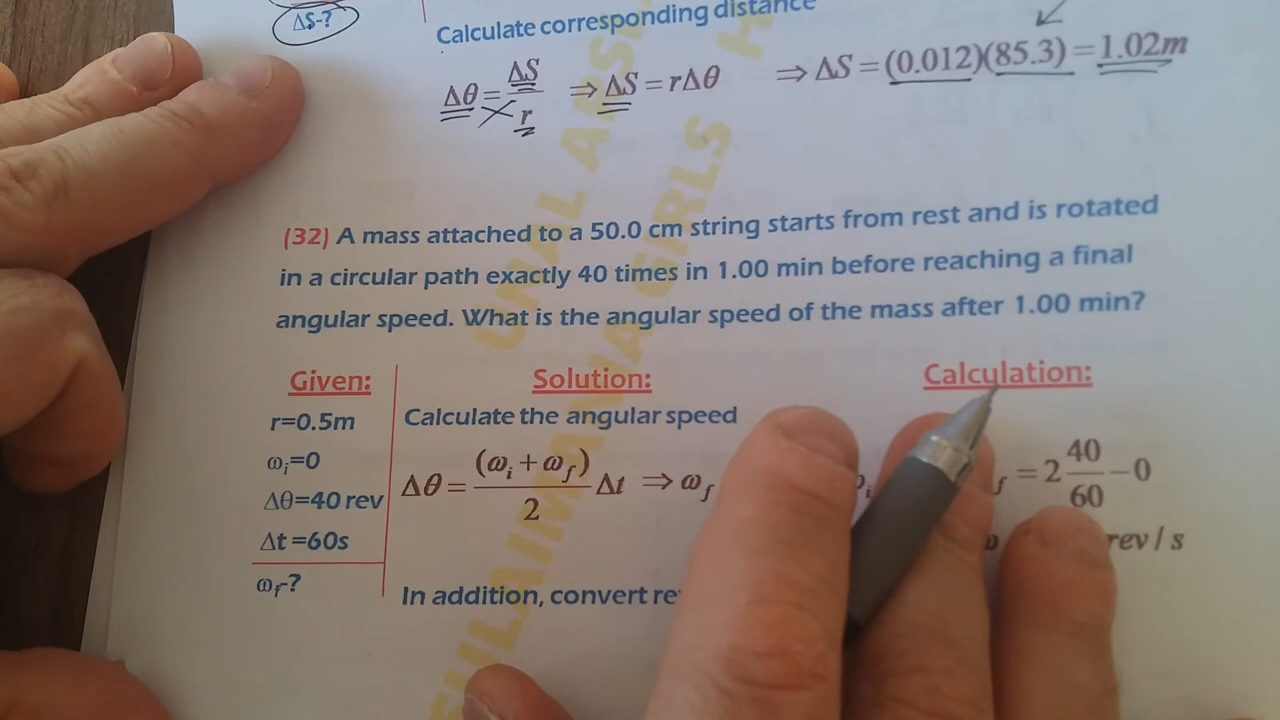 ΔS-?
Calculate corresponding distance
Δθ = ΔS / r ⇒ ΔS = rΔθ ⇒ ΔS = (0.012)(85.3) = 1.02m
(32) A mass attached to a 50.0 cm string starts from rest and is rotated
in a circular path exactly 40 times in 1.00 min before reaching a final
angular speed. What is the angular speed of the mass after 1.00 min?
Given:
r=0.5m
ωi=0
Δθ=40 rev
Δt =60s
ωf-?
Solution:
Calculate the angular speed
Δθ = (ωi + ωf) / 2 Δt ⇒ ωf
In addition, convert
Calculation:
f = 2 40/60 − 0
rev / s